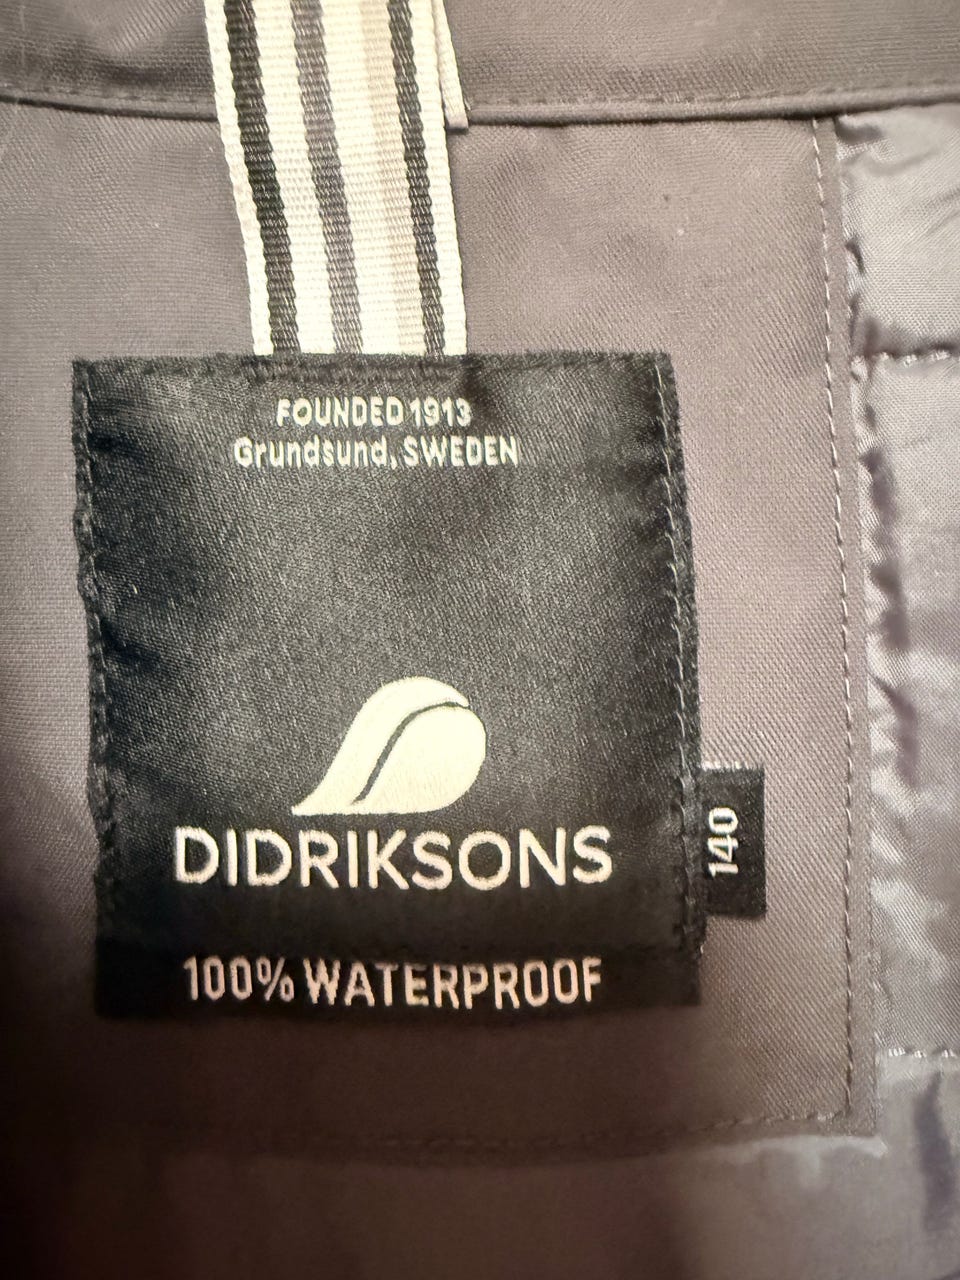 FOUNDED 1913
Grundsund, SWEDEN
DIDRIKSONS
140
100% WATERPROOF